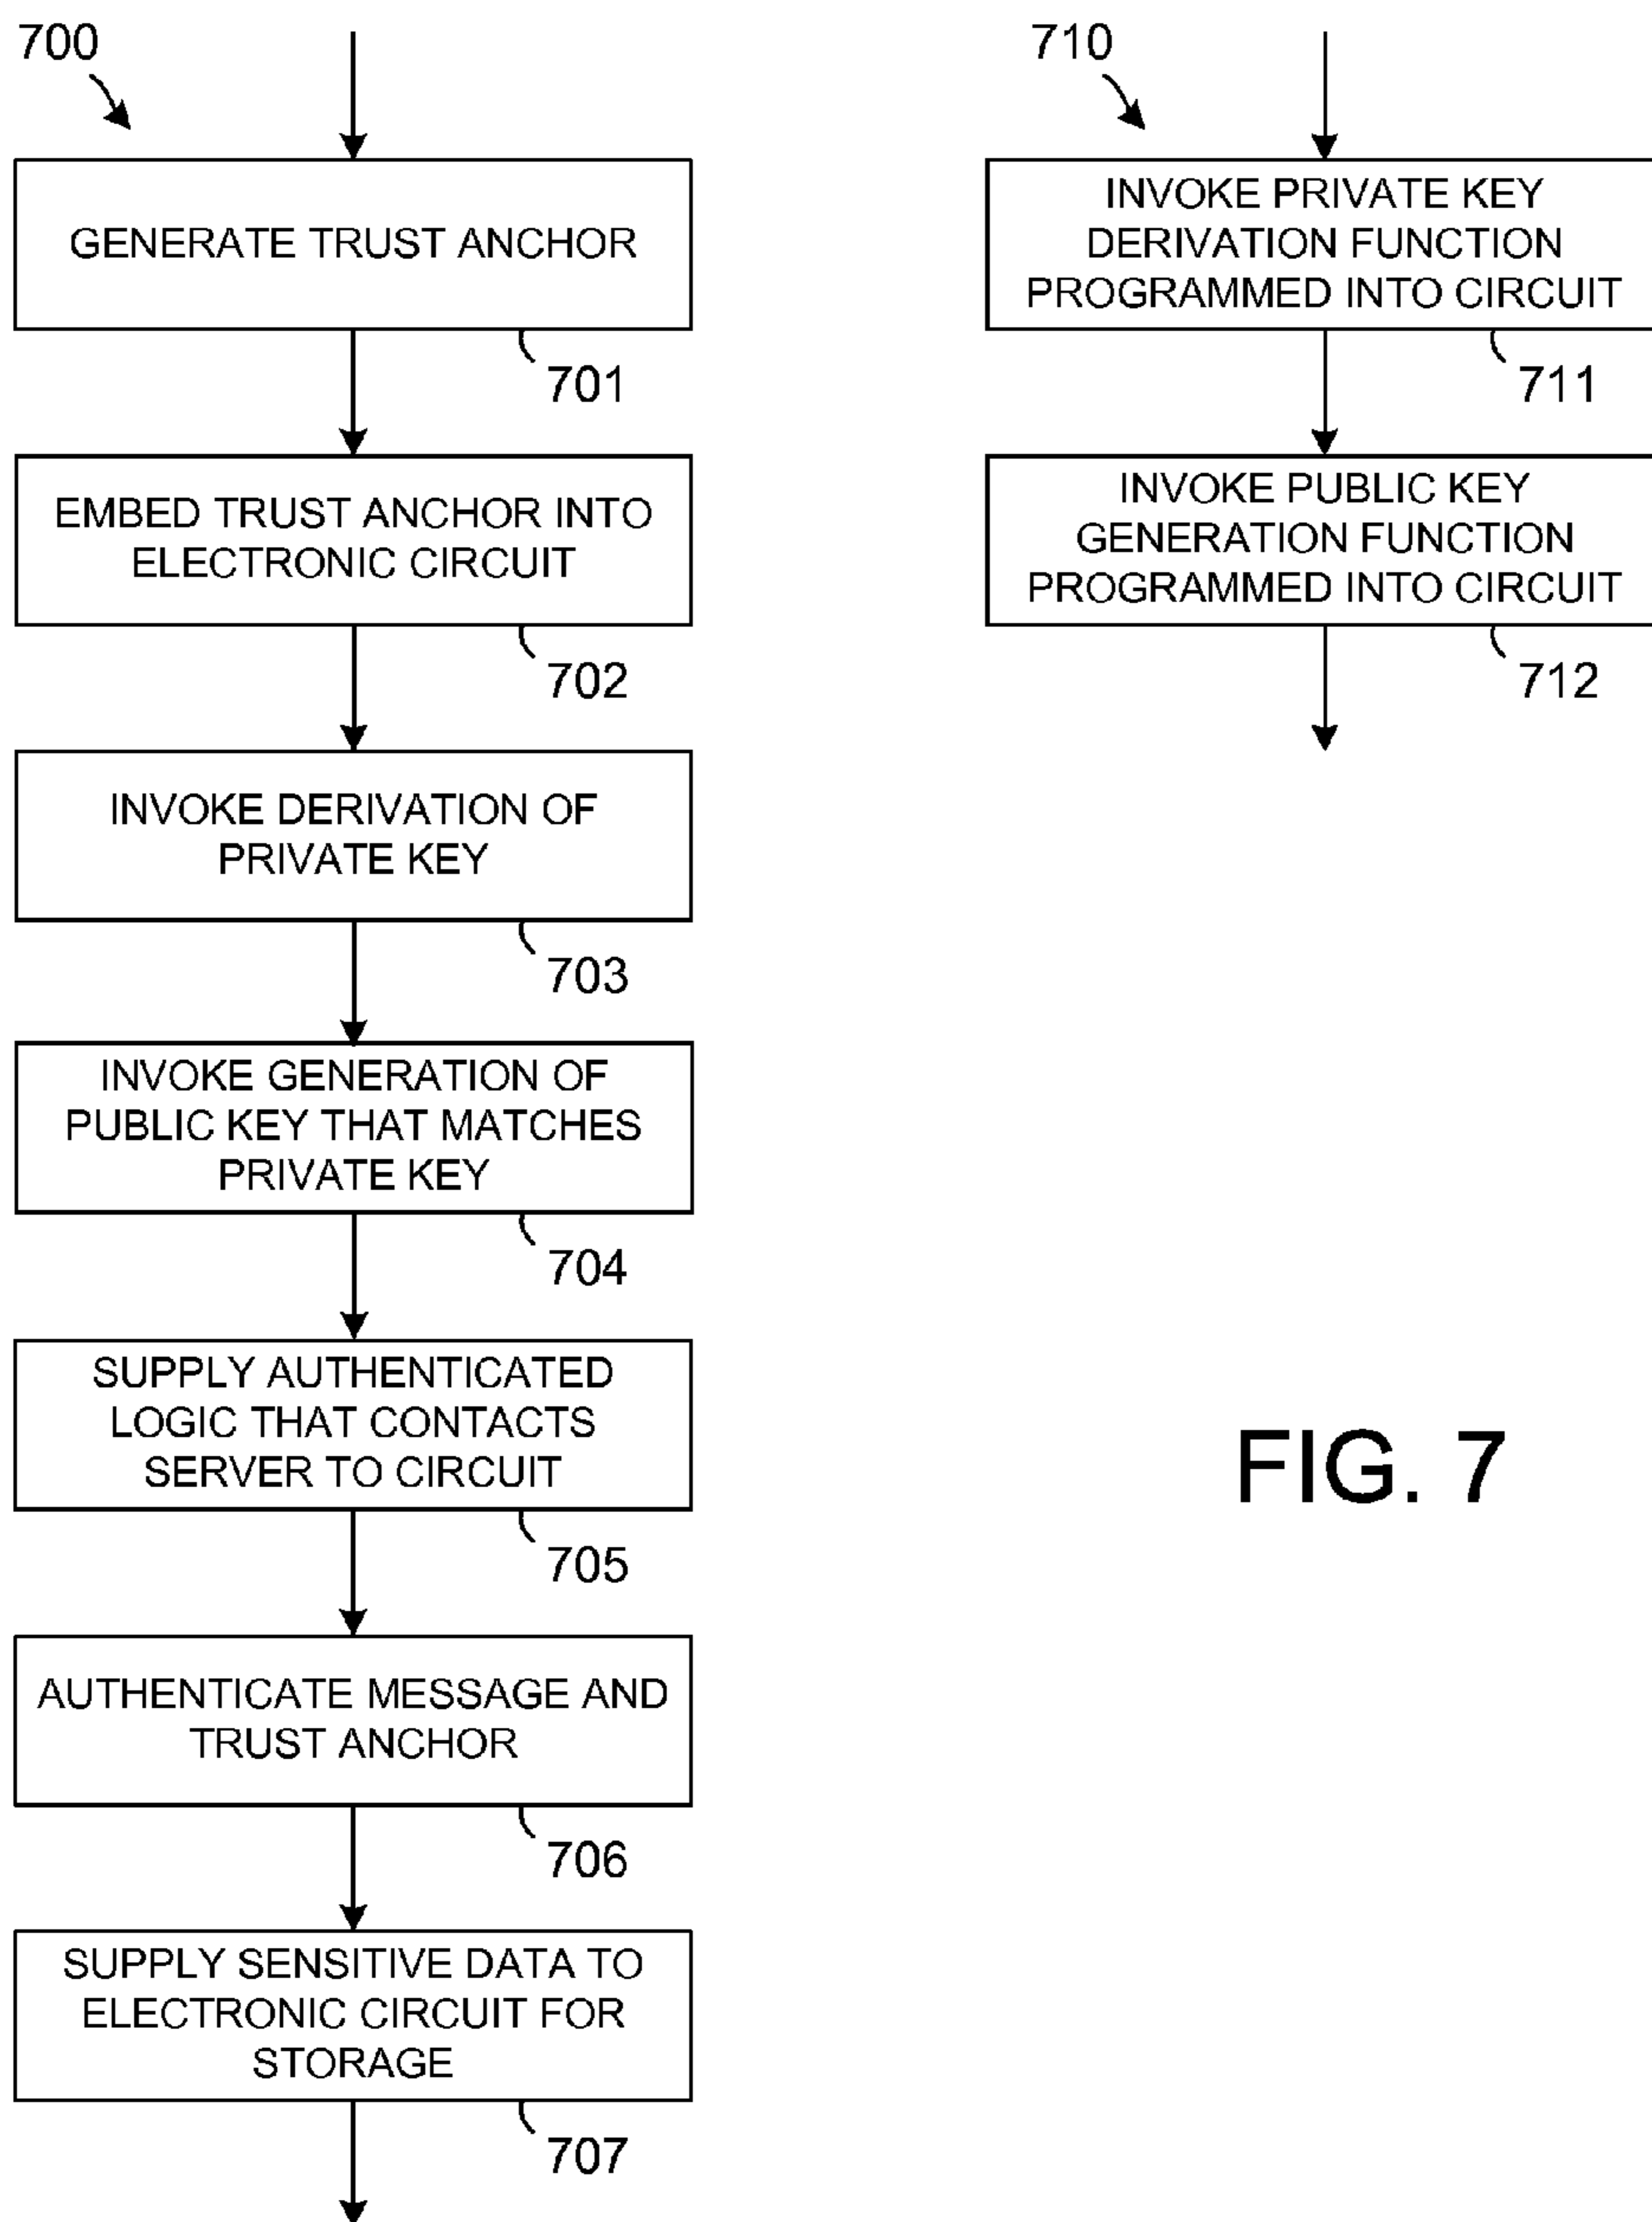 700
GENERATE TRUST ANCHOR
701
EMBED TRUST ANCHOR INTO
ELECTRONIC CIRCUIT
702
INVOKE DERIVATION OF
PRIVATE KEY
703
INVOKE GENERATION OF
PUBLIC KEY THAT MATCHES
PRIVATE KEY
704
SUPPLY AUTHENTICATED
LOGIC THAT CONTACTS
SERVER TO CIRCUIT
705
AUTHENTICATE MESSAGE AND
TRUST ANCHOR
706
SUPPLY SENSITIVE DATA TO
ELECTRONIC CIRCUIT FOR
STORAGE
707
710
INVOKE PRIVATE KEY
DERIVATION FUNCTION
PROGRAMMED INTO CIRCUIT
711
INVOKE PUBLIC KEY
GENERATION FUNCTION
PROGRAMMED INTO CIRCUIT
712
FIG. 7